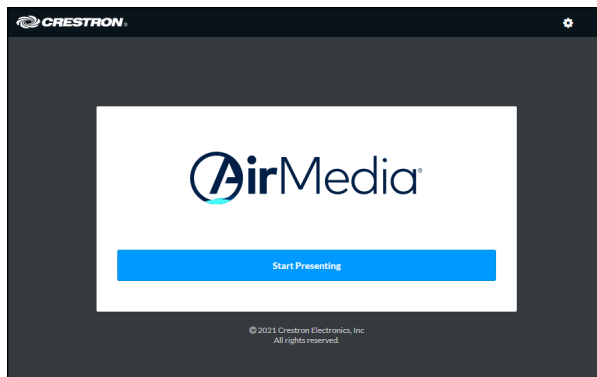 CRESTRON®
AirMedia®
Start Presenting
© 2021 Crestron Electronics, Inc
All rights reserved.